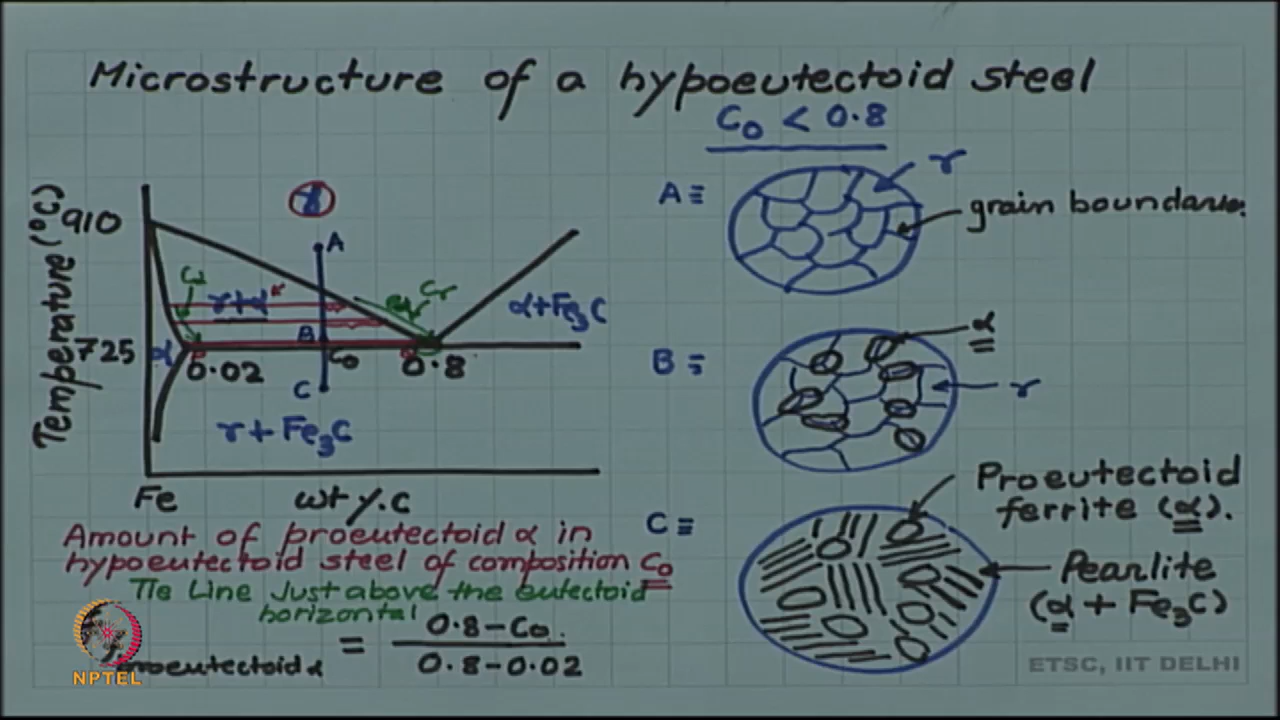 Microstructure of a hypoeutectoid steel
C₀ < 0.8
Temperature (°C)
910
725
γ
A
B
C
γ+α
Cγ
α+Fe₃C
α
0.02
C₀
0.8
γ + Fe₃C
Fe
wt %.C
A≡
γ
grain boundaries
B≡
α
γ
C≡
Proeutectoid
ferrite (α).
Pearlite
(α + Fe₃C)
Amount of proeutectoid α in
hypoeutectoid steel of composition C₀
Tie Line Just above the eutectoid
horizontal
proeutectoid α = 0.8-C₀
0.8-0.02
NPTEL
ETSC, IIT DELHI